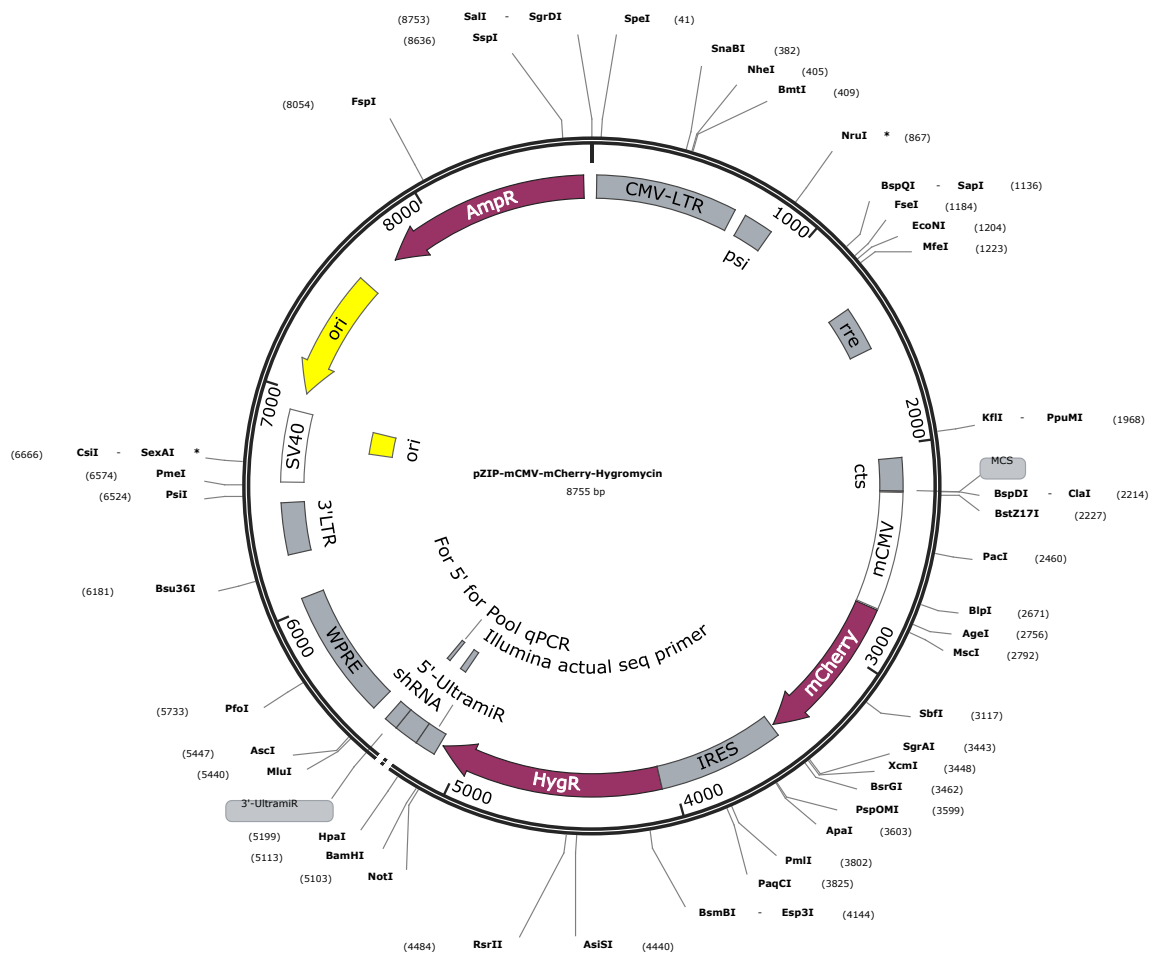 (8753) SalI - SgrDI
SpeI (41)
(8636) SspI
SnaBI (382)
NheI (405)
BmtI (409)
(8054) FspI
NruI * (867)
BspQI - SapI (1136)
FseI (1184)
EcoNI (1204)
MfeI (1223)
AmpR
CMV-LTR
psi
8000
1000
ori
rre
7000
2000
KflI - PpuMI (1968)
SV40
ori
cts
MCS
(6666) CsiI - SexAI *
(6574) PmeI
(6524) PsiI
pZIP-mCMV-mCherry-Hygromycin
8755 bp
BspDI - ClaI (2214)
BstZ17I (2227)
3'LTR
mCMV
PacI (2460)
(6181) Bsu36I
BlpI (2671)
AgeI (2756)
MscI (2792)
For 5' for Pool qPCR
Illumina actual seq primer
6000
WPRE
3000
mCherry
5'-UltramiR
shRNA
(5733) PfoI
SbfI (3117)
(5447) AscI
(5440) MluI
SgrAI (3443)
XcmI (3448)
BsrGI (3462)
IRES
HygR
5000
4000
3'-UltramiR
PspOMI (3599)
ApaI (3603)
(5199) HpaI
(5113) BamHI
(5103) NotI
PmlI (3802)
PaqCI (3825)
BsmBI - Esp3I (4144)
(4484) RsrII
AsiSI (4440)